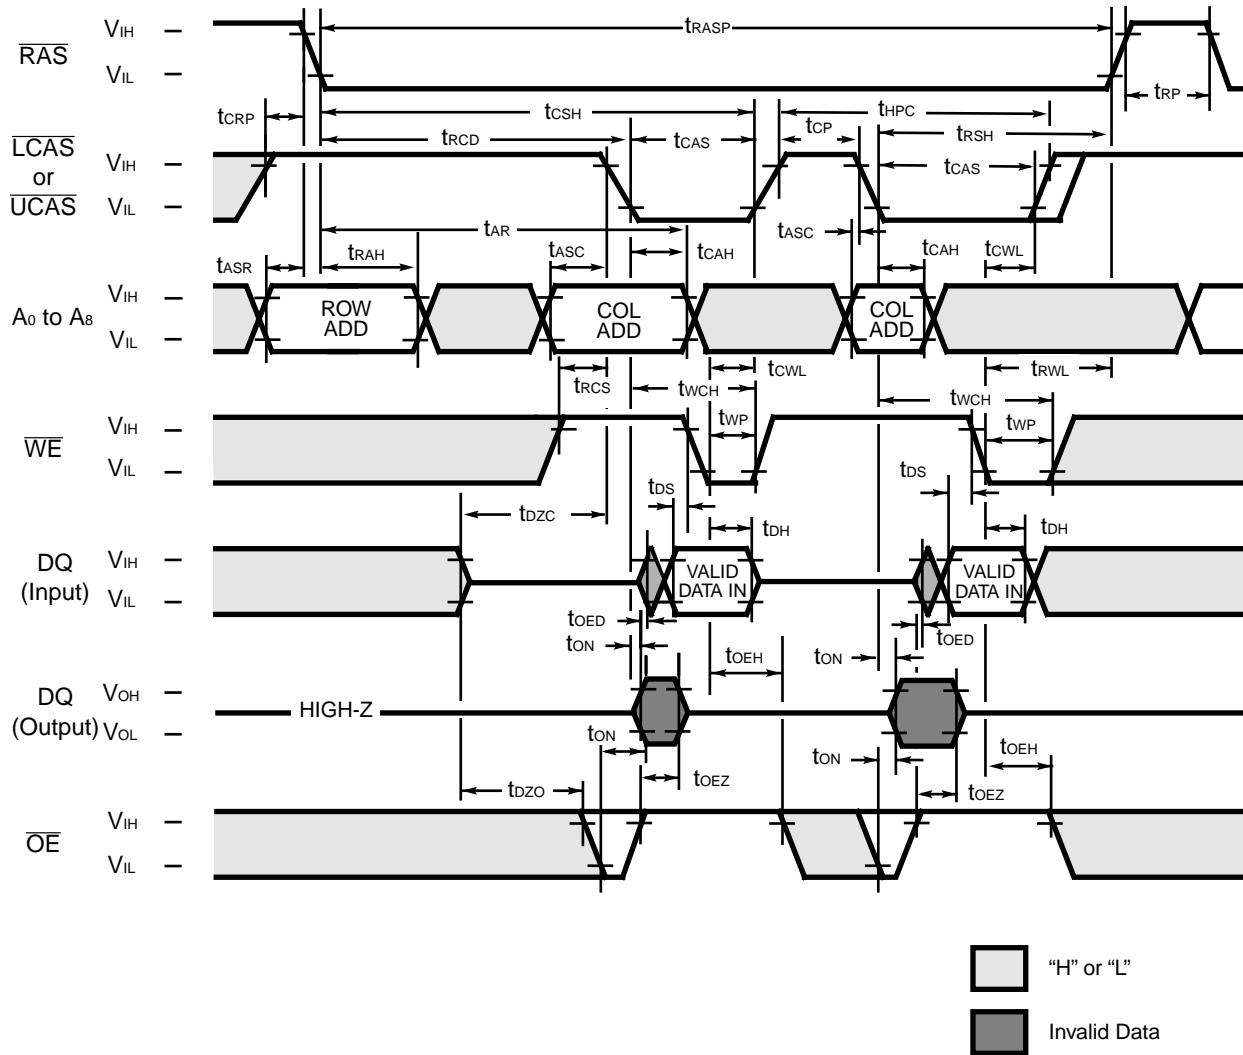 VIH
tRASP
RAS
VIL
tCRP
tCSH
tHPC
tRP
LCAS
or
UCAS
tRCD
tCAS
tCP
tRSH
VIH
tCAS
VIL
tAR
tASC
tASR
tRAH
tASC
tCAH
tCAH
tCWL
A0 to A8
VIH
VIL
ROW
ADD
COL
ADD
COL
ADD
tCWL
tRWL
tRCS
tWCH
tWCH
WE
VIH
VIL
tWP
tWP
tDS
tDS
tDZC
tDH
tDH
DQ
(Input)
VIH
VIL
VALID
DATA IN
VALID
DATA IN
tOED
tOED
tON
tOEH
tON
DQ
(Output)
VOH
VOL
HIGH-Z
tON
tOEZ
tON
tOEH
tOEZ
tDZO
OE
VIH
VIL
“H” or “L”
Invalid Data